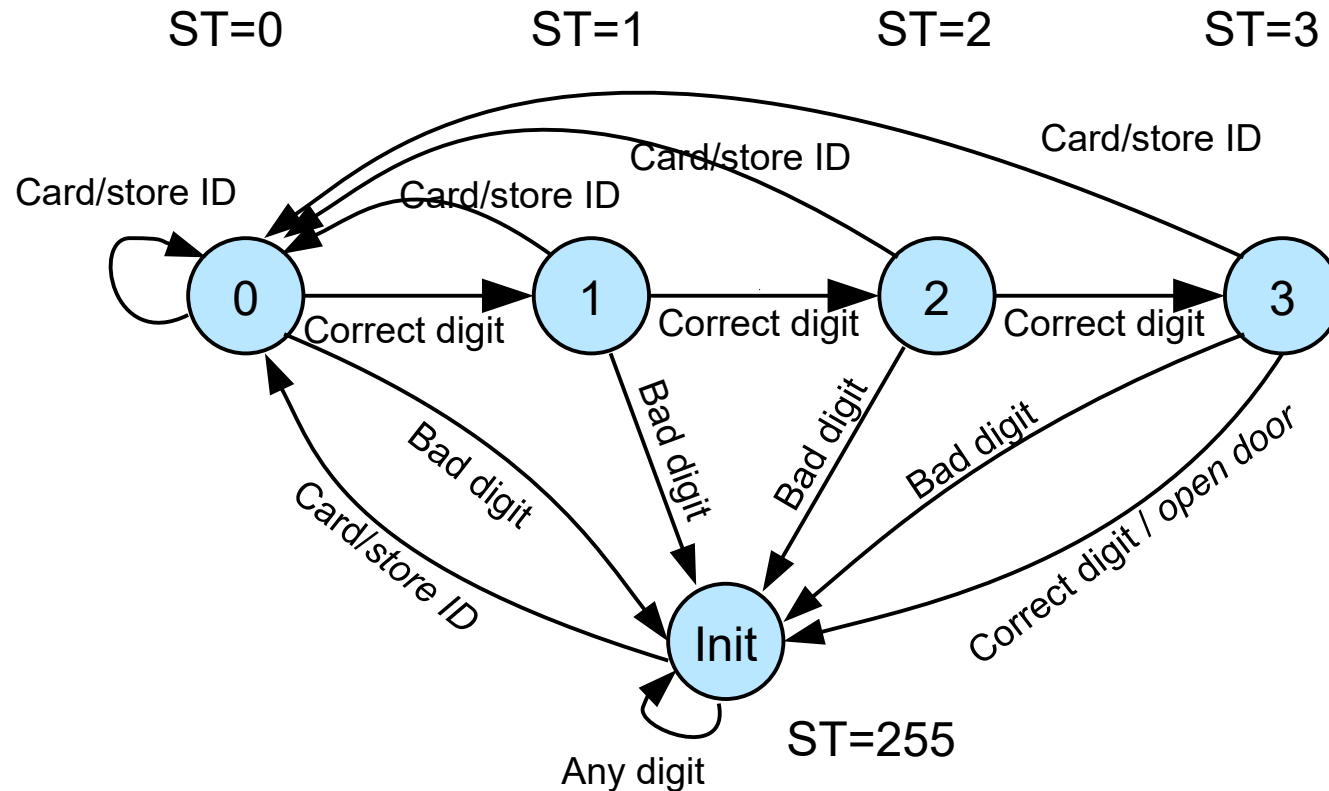 ST=0
ST=1
ST=2
ST=3
Card/store ID
Card/store ID
Card/store ID
Card/store ID
0
1
2
3
Correct digit
Correct digit
Correct digit
Bad digit
Bad digit
Bad digit
Bad digit
Card/store ID
Correct digit / open door
Init
ST=255
Any digit